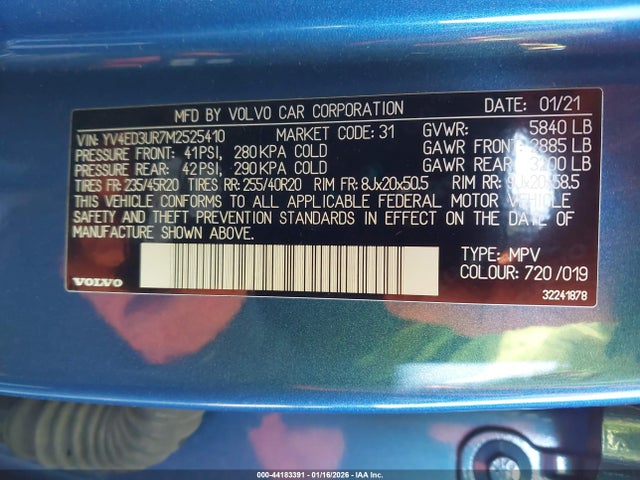 MFD BY VOLVO CAR CORPORATION DATE: 01/21
VIN: YV4ED3UR7M2525410 MARKET CODE: 31 GVWR: 5840 LB
PRESSURE FRONT: 41PSI, 280KPA COLD GAWR FRONT: 2885 LB
PRESSURE REAR: 42PSI, 290KPA COLD GAWR REAR: 3200 LB
TIRES FR: 235/45R20 TIRES RR: 255/40R20 RIM FR: 8Jx20x50.5 RIM RR: 9Jx20x58.5
THIS VEHICLE CONFORMS TO ALL APPLICABLE FEDERAL MOTOR VEHICLE
SAFETY AND THEFT PREVENTION STANDARDS IN EFFECT ON THE DATE OF
MANUFACTURE SHOWN ABOVE.
TYPE: MPV
COLOUR: 720/019
VOLVO
32241878
000-44183391 - 01/16/2026 - IAA Inc.